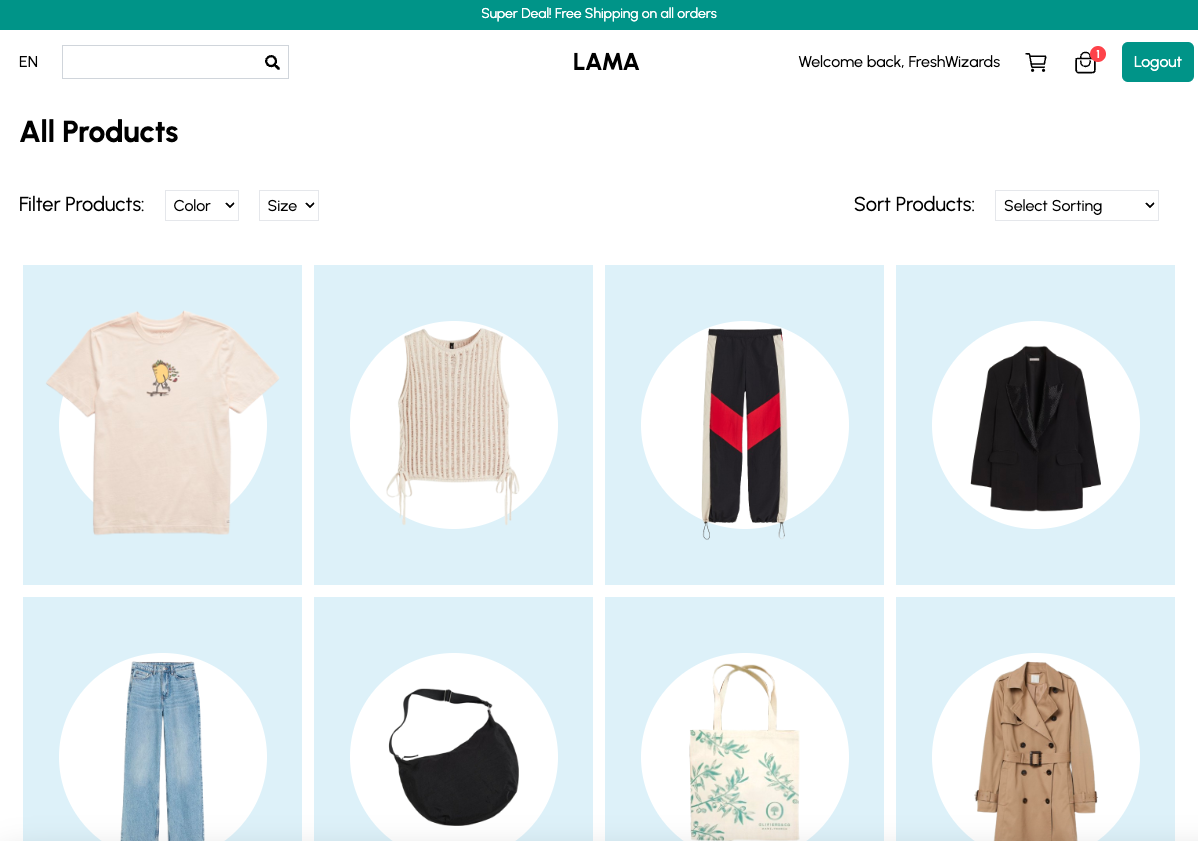 Super Deal! Free Shipping on all orders
EN
LAMA
Welcome back, FreshWizards
1
Logout
All Products
Filter Products:
Color
Size
Sort Products:
Select Sorting